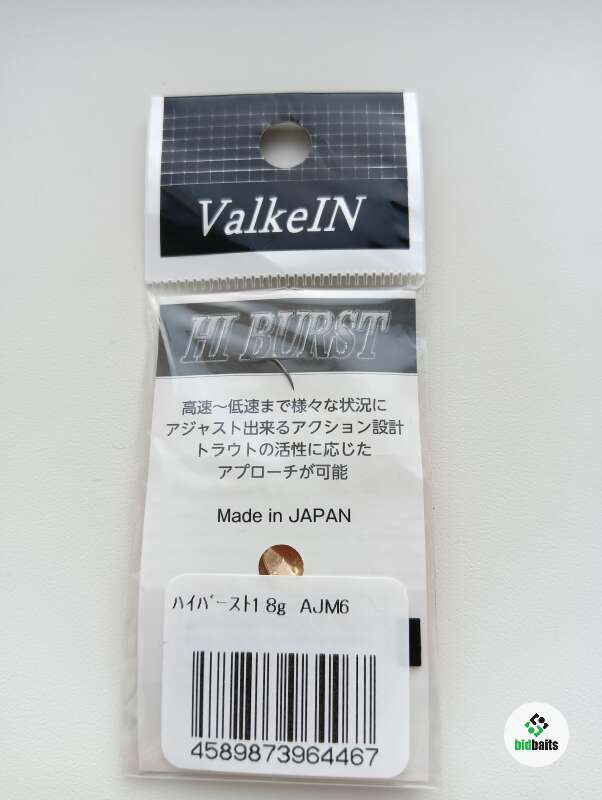 ValkeIN
HI BURST
高速～低速まで様々な状況に
アジャスト出来るアクション設計
トラウトの活性に応じた
アプローチが可能
Made in JAPAN
ﾊｲﾊﾞｰｽﾄ1 8g AJM6
4589873964467
bidbaits